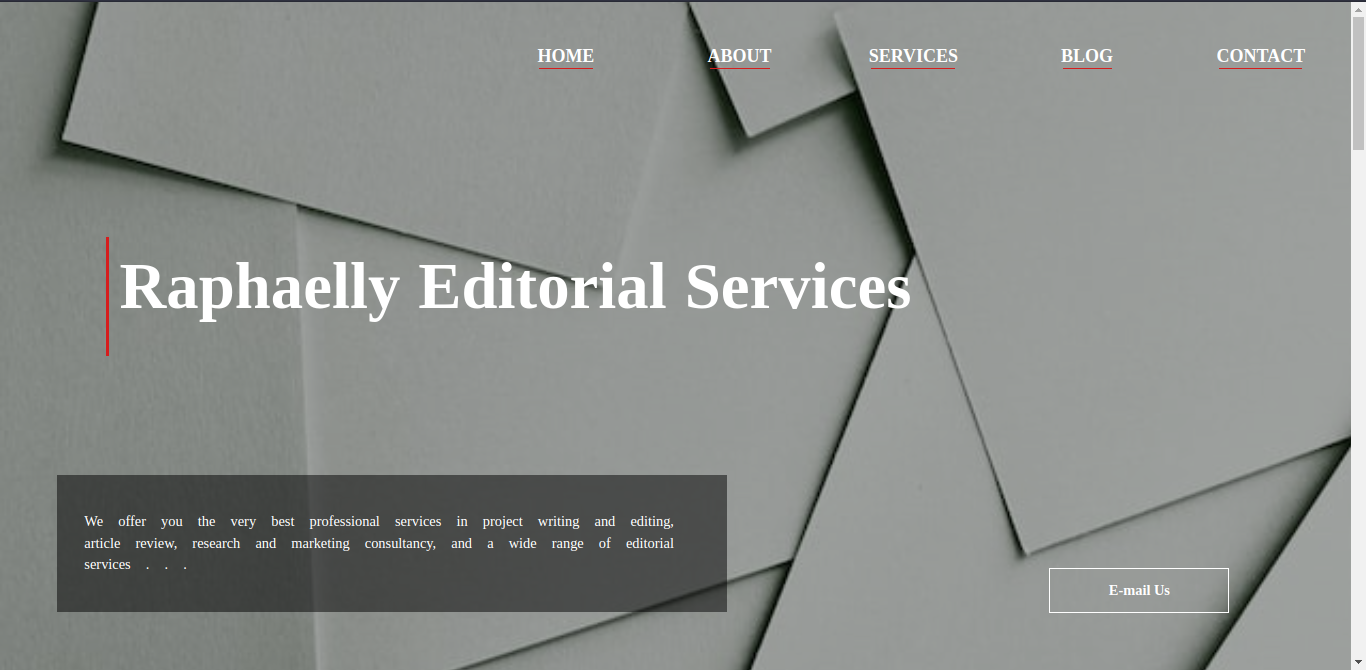 HOME ABOUT SERVICES BLOG CONTACT
Raphaelly Editorial Services
We offer you the very best professional services in project writing and editing,
article review, research and marketing consultancy, and a wide range of editorial
services . . .
E-mail Us